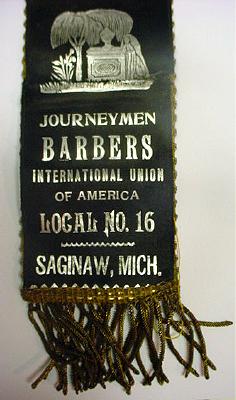 JOURNEYMEN
BARBERS
INTERNATIONAL UNION
OF AMERICA
LOCAL NO. 16
SAGINAW, MICH.